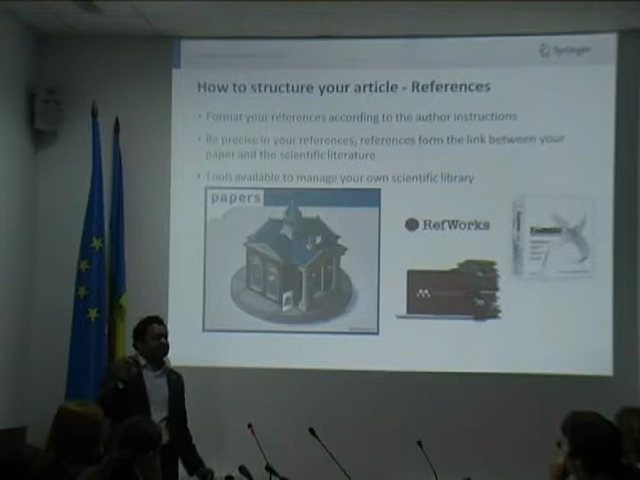 Springer
How to structure your article - References
• Format your references according to the author instructions
• Be precise in your references; references form the link between your
paper and the scientific literature
• Tools available to manage your own scientific library
papers
RefWorks